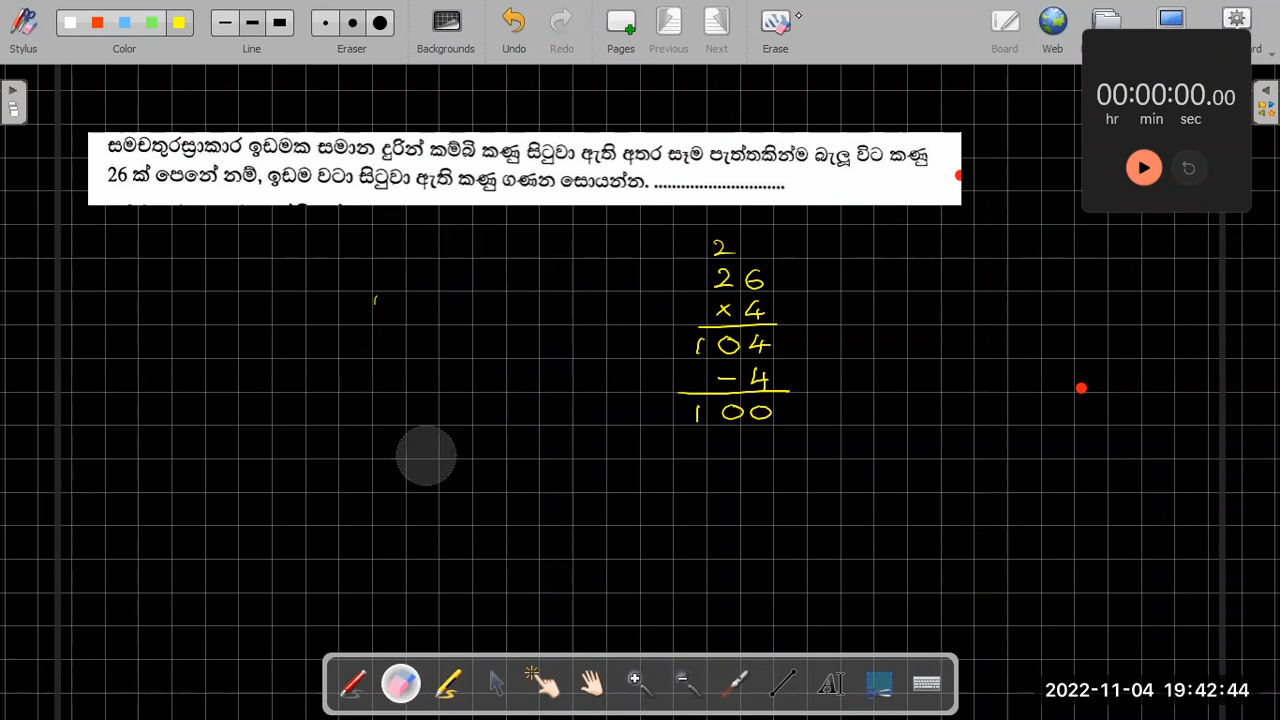 Stylus
Color
Line
Eraser
Backgrounds
Undo
Redo
Pages
Previous
Next
Erase
Board
Web
00:00:00.00
hr min sec
සමචතුරස්‍රාකාර ඉඩමක සමාන දුරින් කම්බි කණු සිටුවා ඇති අතර සෑම පැත්තකින්ම බැලූ විට කණු
26 ක් පෙනේ නම්, ඉඩම වටා සිටුවා ඇති කණු ගණන සොයන්න. .............................
2
26
× 4
104
- 4
100
AI
2022-11-04 19:42:44